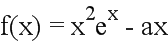 f(x) = x²eˣ - ax